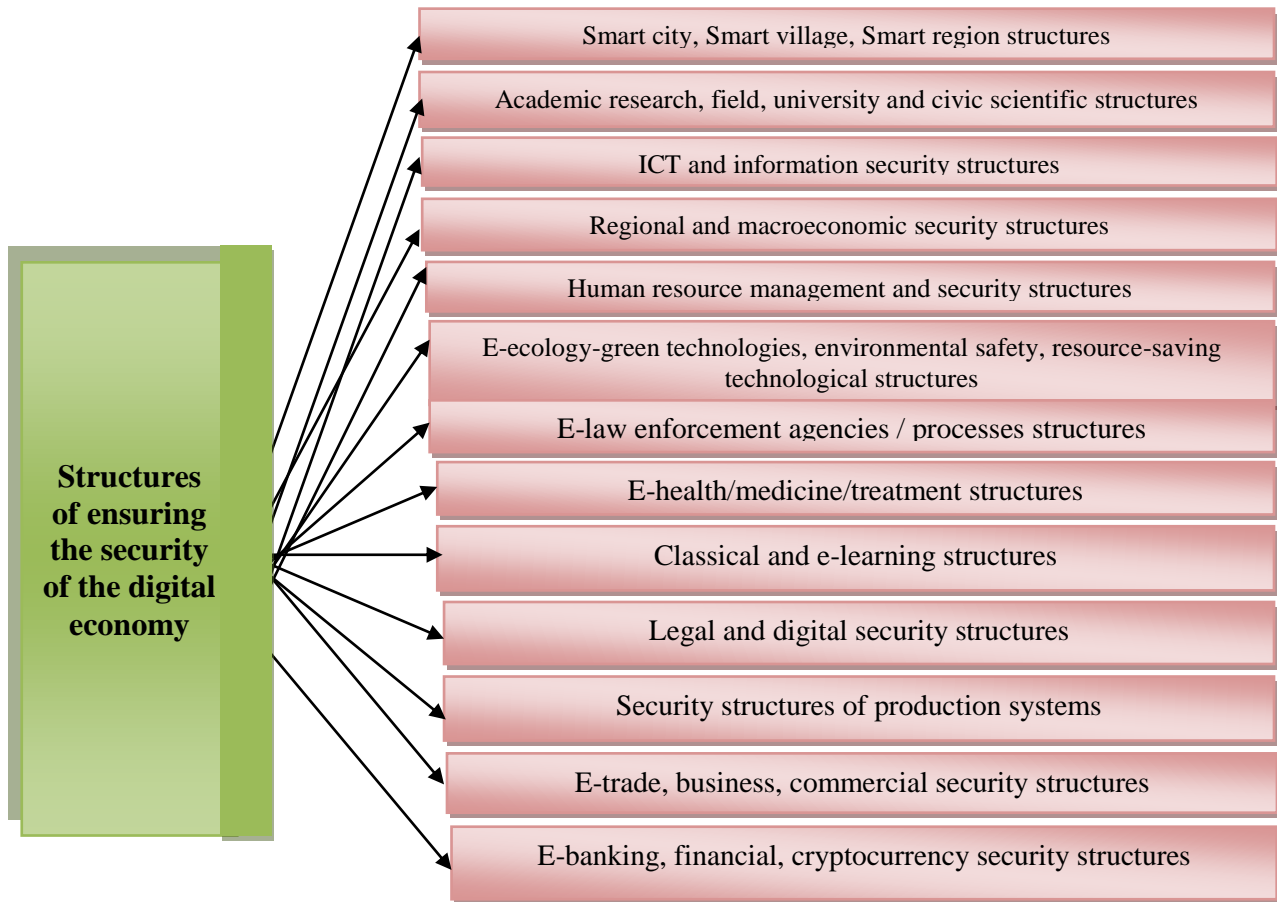 Smart city, Smart village, Smart region structures
Academic research, field, university and civic scientific structures
ICT and information security structures
Regional and macroeconomic security structures
Human resource management and security structures
E-ecology-green technologies, environmental safety, resource-saving
technological structures
E-law enforcement agencies / processes structures
E-health/medicine/treatment structures
Classical and e-learning structures
Legal and digital security structures
Security structures of production systems
E-trade, business, commercial security structures
E-banking, financial, cryptocurrency security structures
Structures
of ensuring
the security
of the digital
economy